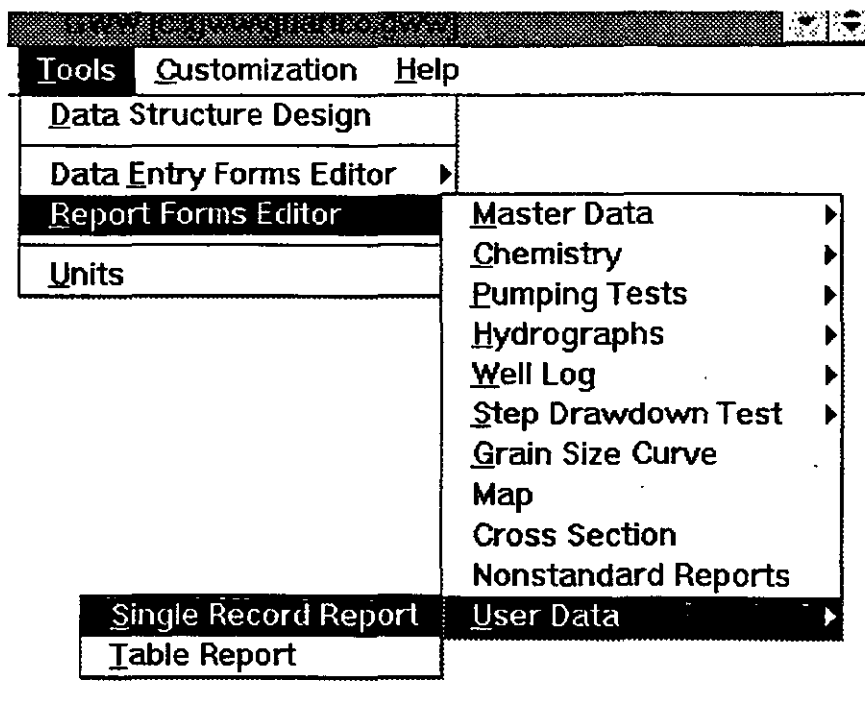 Tools Customization Help
Data Structure Design
Data Entry Forms Editor
Report Forms Editor
Units
Master Data
Chemistry
Pumping Tests
Hydrographs
Well Log
Step Drawdown Test
Grain Size Curve
Map
Cross Section
Nonstandard Reports
User Data
Single Record Report
Table Report